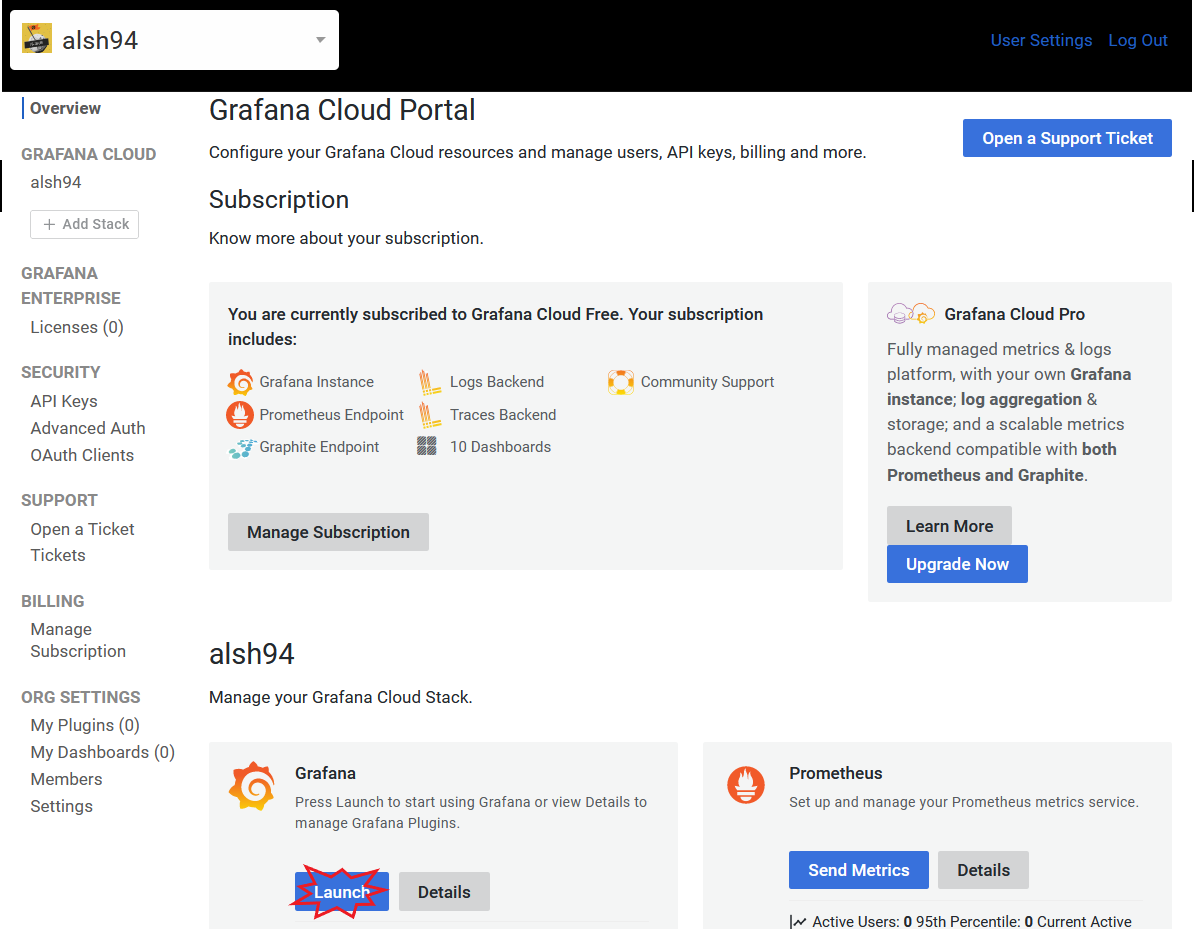 alsh94
User Settings
Log Out
Overview
GRAFANA CLOUD
alsh94
+ Add Stack
GRAFANA
ENTERPRISE
Licenses (0)
SECURITY
API Keys
Advanced Auth
OAuth Clients
SUPPORT
Open a Ticket
Tickets
BILLING
Manage
Subscription
ORG SETTINGS
My Plugins (0)
My Dashboards (0)
Members
Settings
Grafana Cloud Portal
Configure your Grafana Cloud resources and manage users, API keys, billing and more.
Open a Support Ticket
Subscription
Know more about your subscription.
You are currently subscribed to Grafana Cloud Free. Your subscription
includes:
Grafana Instance
Logs Backend
Community Support
Prometheus Endpoint
Traces Backend
Graphite Endpoint
10 Dashboards
Manage Subscription
Grafana Cloud Pro
Fully managed metrics & logs
platform, with your own Grafana
instance; log aggregation &
storage; and a scalable metrics
backend compatible with both
Prometheus and Graphite.
Learn More
Upgrade Now
alsh94
Manage your Grafana Cloud Stack.
Grafana
Press Launch to start using Grafana or view Details to
manage Grafana Plugins.
Launch
Details
Prometheus
Set up and manage your Prometheus metrics service.
Send Metrics
Details
Active Users: 0 95th Percentile: 0 Current Active